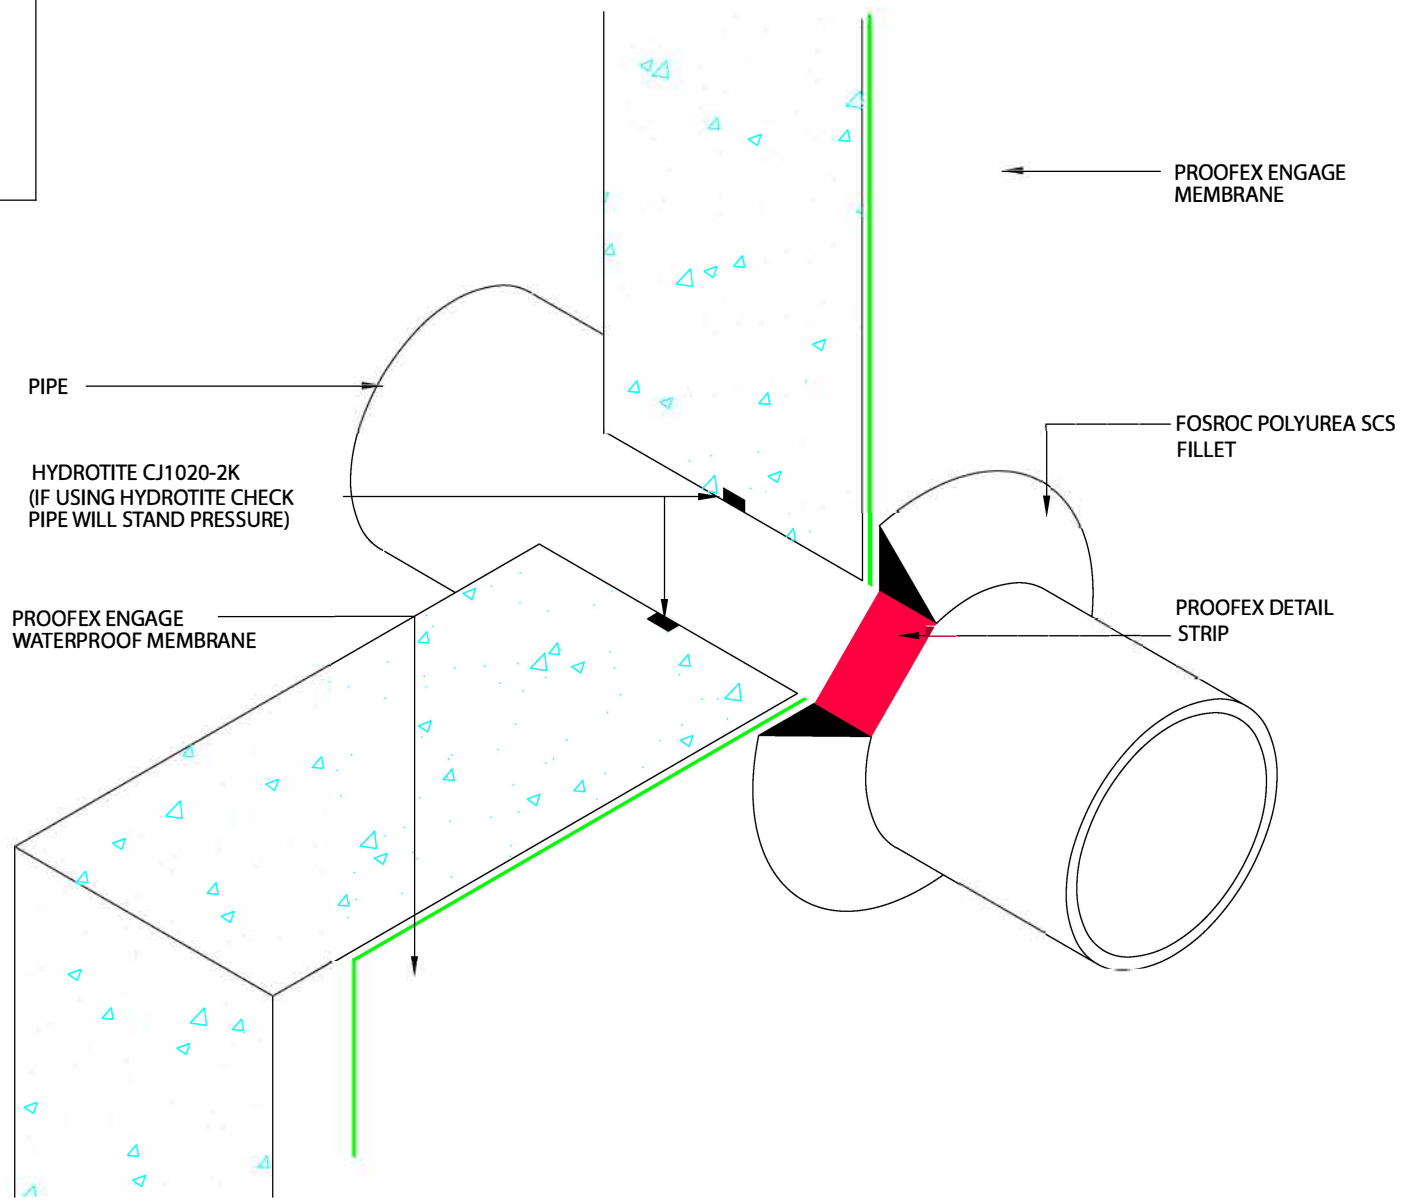 PROOFEX ENGAGE
MEMBRANE
PIPE
FOSROC POLYUREA SCS
FILLET
HYDROTITE CJ1020-2K
(IF USING HYDROTITE CHECK
PIPE WILL STAND PRESSURE)
PROOFEX ENGAGE
WATERPROOF MEMBRANE
PROOFEX DETAIL
STRIP